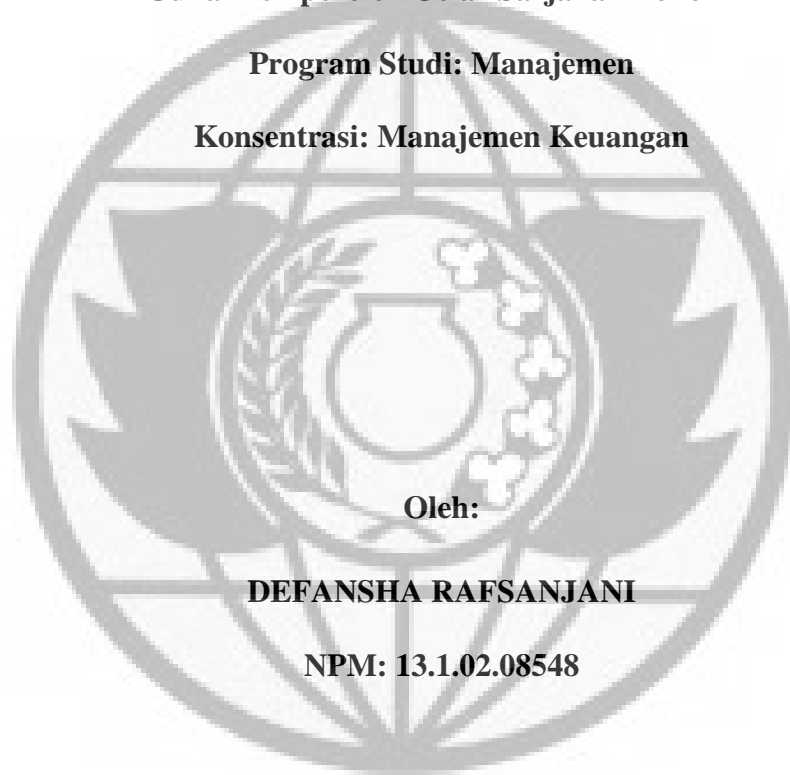 Program Studi: Manajemen
Konsentrasi: Manajemen Keuangan
Oleh:
DEFANSHA RAFSANJANI
NPM: 13.1.02.08548